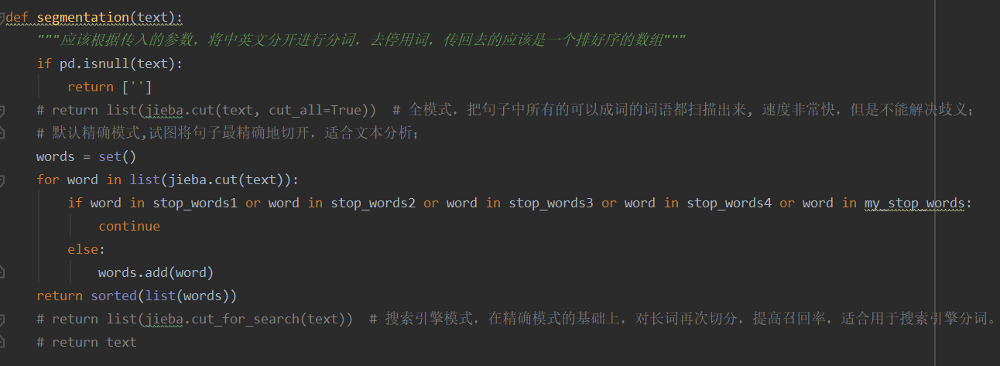 def segmentation(text):
    """应该根据传入的参数，将中英文分开进行分词，去停用词，传回去的应该是一个排好序的数组"""
    if pd.isnull(text):
        return ['']
    # return list(jieba.cut(text, cut_all=True))  # 全模式，把句子中所有的可以成词的词语都扫描出来, 速度非常快，但是不能解决歧义；
    # 默认精确模式,试图将句子最精确地切开，适合文本分析；
    words = set()
    for word in list(jieba.cut(text)):
        if word in stop_words1 or word in stop_words2 or word in stop_words3 or word in stop_words4 or word in my_stop_words:
            continue
        else:
            words.add(word)
    return sorted(list(words))
    # return list(jieba.cut_for_search(text))  # 搜索引擎模式，在精确模式的基础上，对长词再次切分，提高召回率，适合用于搜索引擎分词。
    # return text